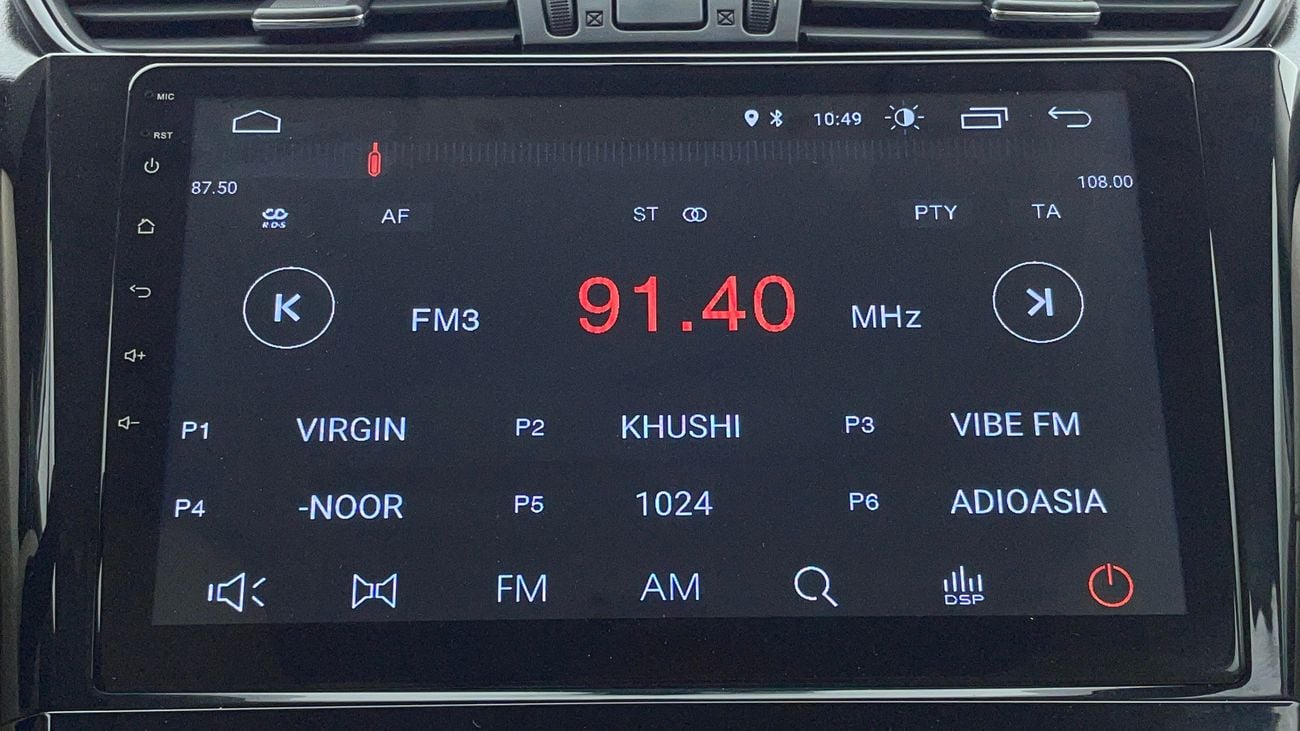 MIC
RST
10:49
87.50 108.00
RDS AF ST PTY TA
FM3 91.40 MHz
P1 VIRGIN P2 KHUSHI P3 VIBE FM
P4 -NOOR P5 1024 P6 ADIOASIA
FM AM DSP